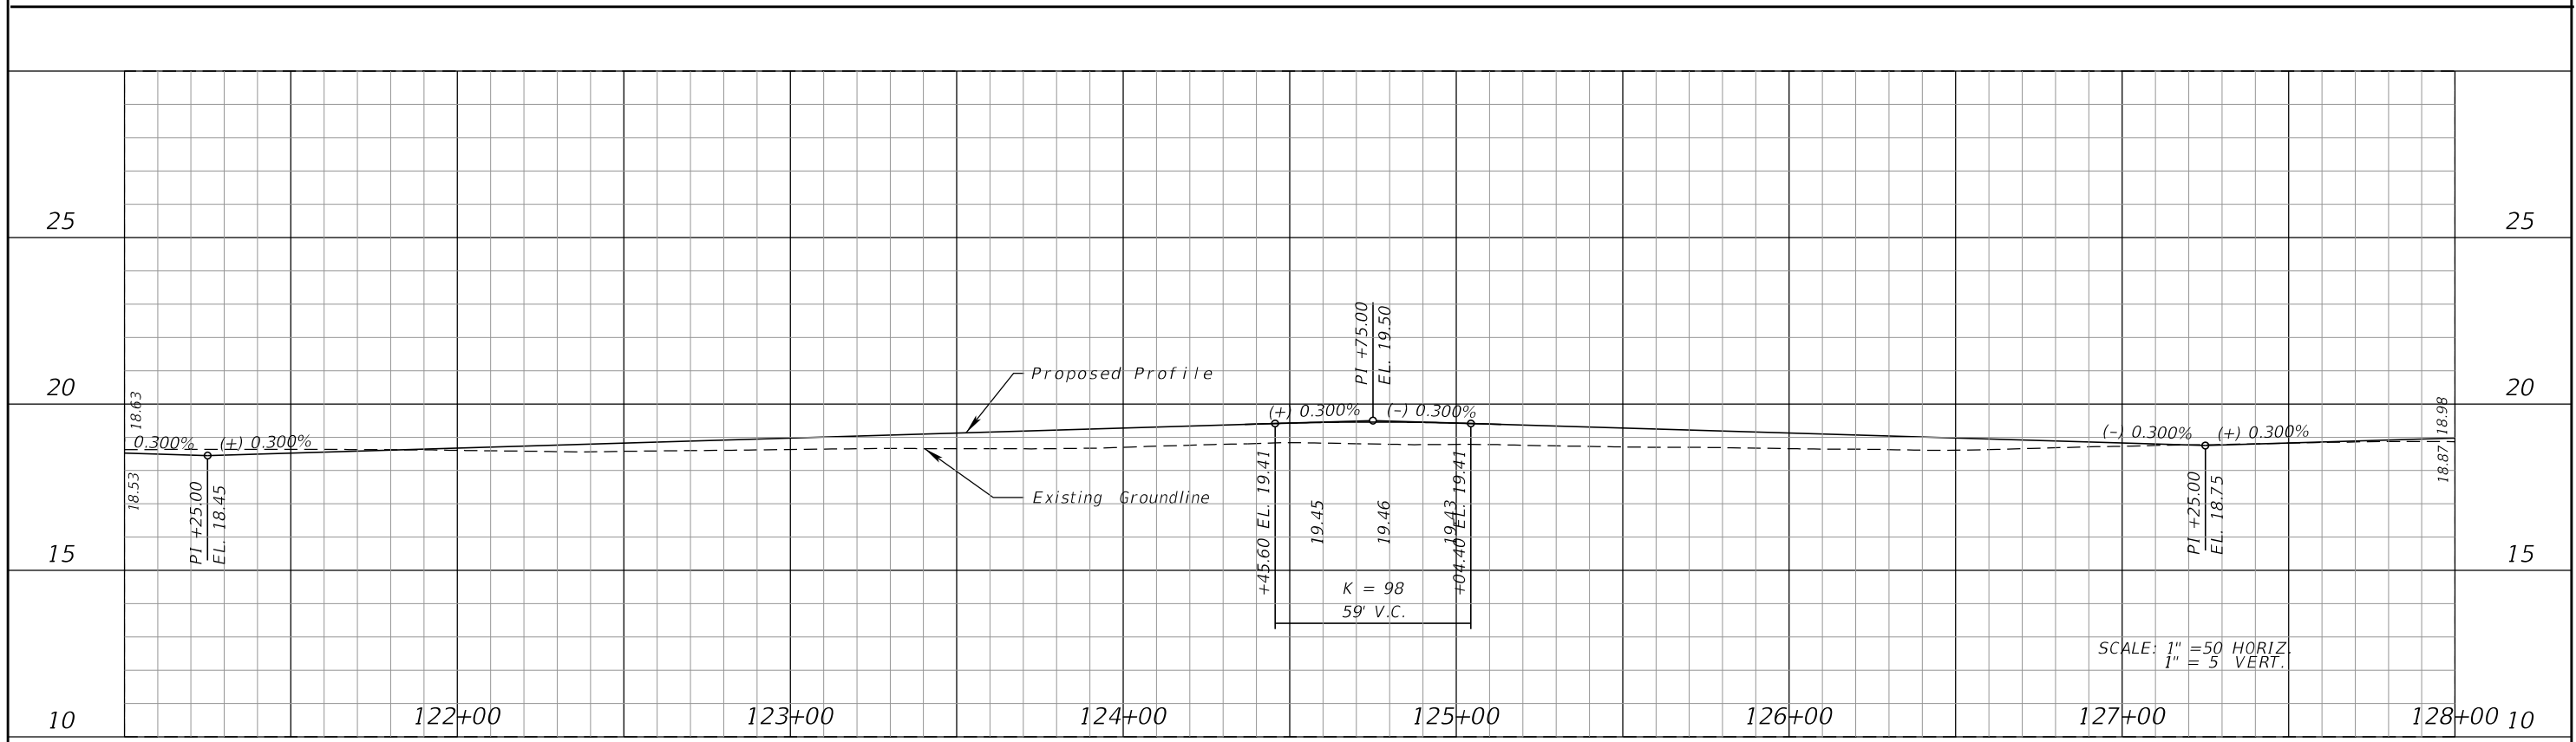 25
25
PI +75.00
EL. 19.50
Proposed Profile
20
20
18.63
18.98
0.300%
(+) 0.300%
(+) 0.300%
(-) 0.300%
(-) 0.300%
(+) 0.300%
18.53
18.87
PI +25.00
EL. 18.45
Existing Groundline
+45.60 EL. 19.41
19.45
19.46
19.43
+04.40 EL. 19.41
PI +25.00
EL. 18.75
15
15
K = 98
59' V.C.
SCALE: 1" =50 HORIZ.
1" = 5 VERT.
10
122+00
123+00
124+00
125+00
126+00
127+00
128+00
10